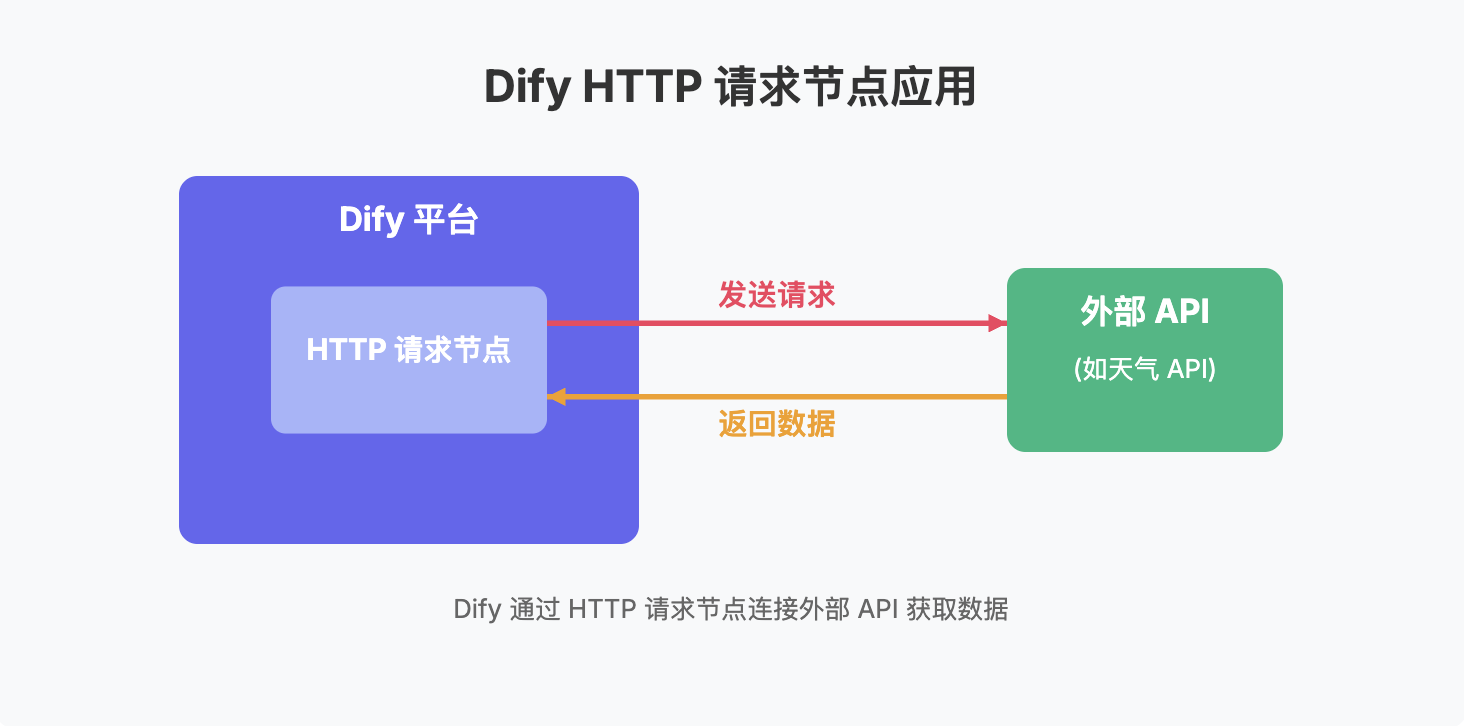 Dify HTTP 请求节点应用
Dify 平台
HTTP 请求节点
发送请求
返回数据
外部 API
(如天气 API)
Dify 通过 HTTP 请求节点连接外部 API 获取数据